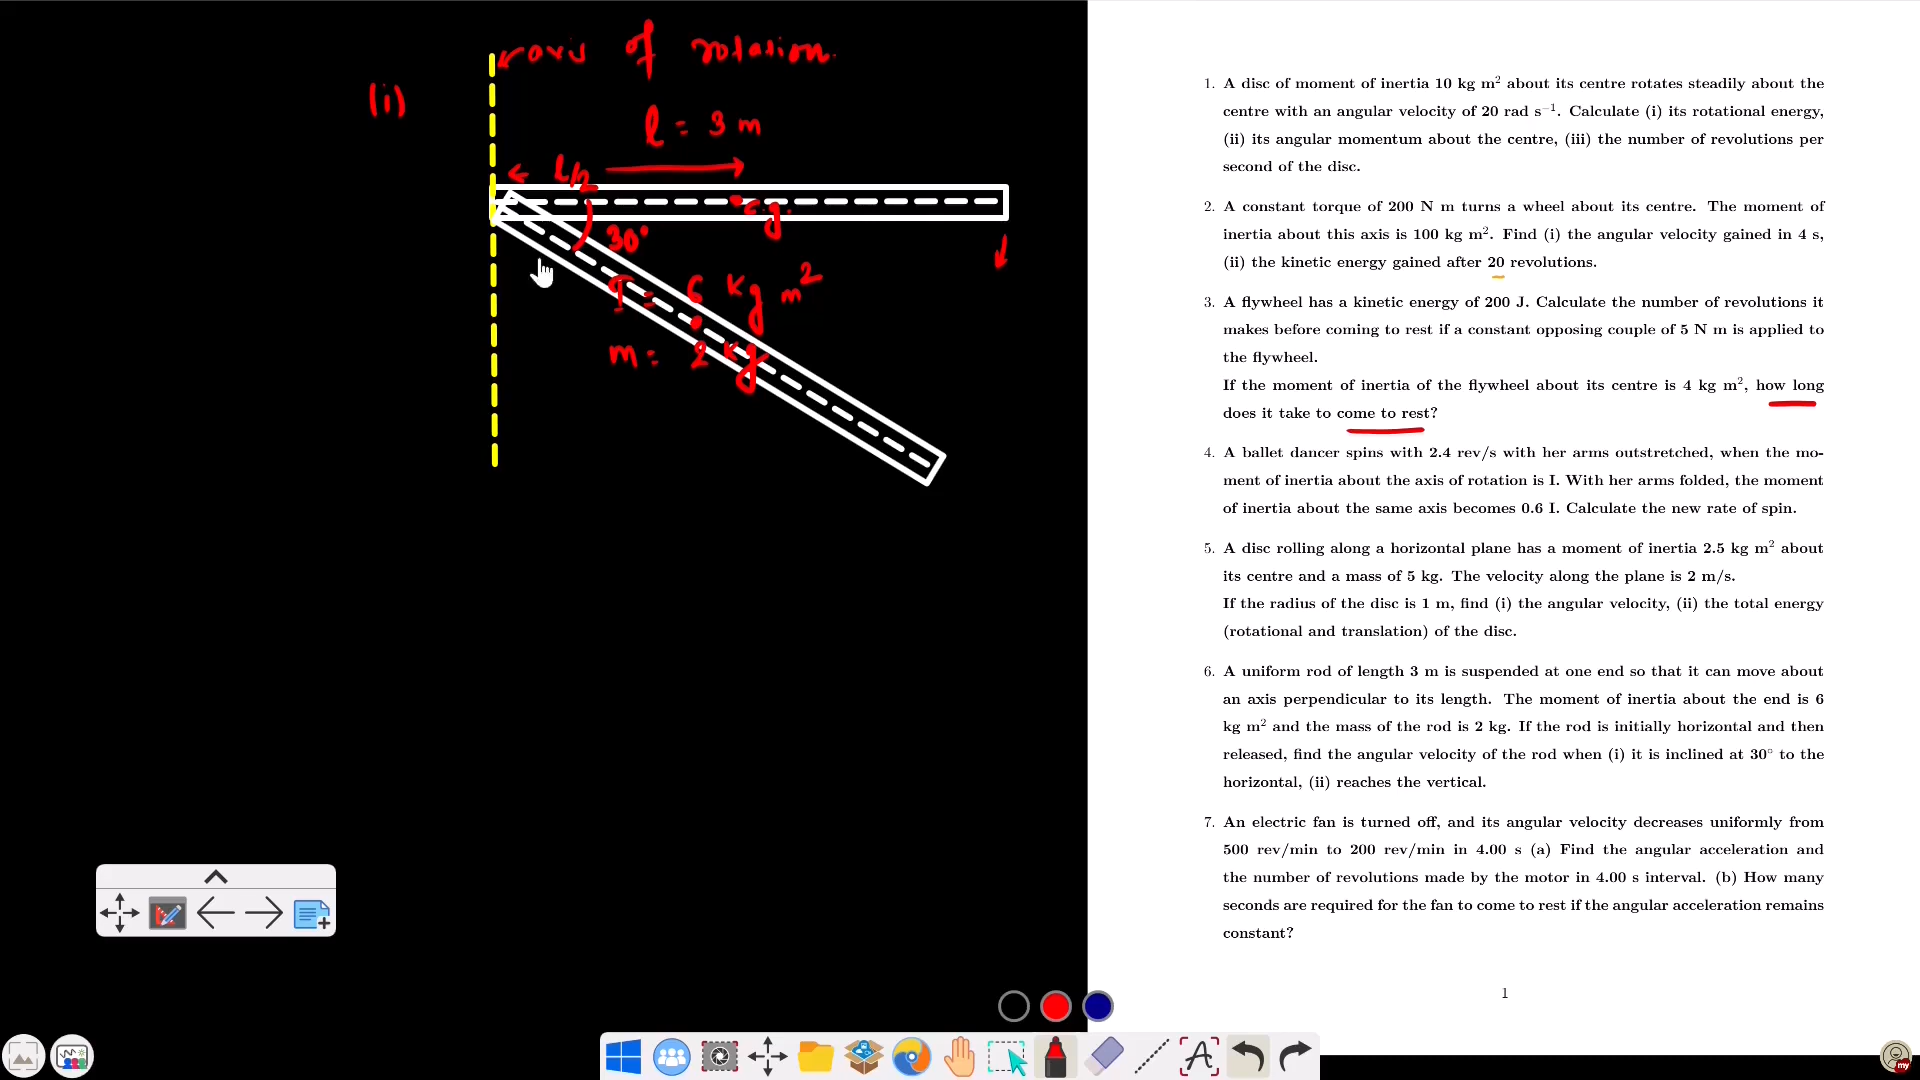 axis of rotation.
(i)
l = 3 m
l/2
c.g.
30°
I = 6 kg m²
m = 2 kg
1. A disc of moment of inertia 10 kg m² about its centre rotates steadily about the
centre with an angular velocity of 20 rad s⁻¹. Calculate (i) its rotational energy,
(ii) its angular momentum about the centre, (iii) the number of revolutions per
second of the disc.
2. A constant torque of 200 N m turns a wheel about its centre. The moment of
inertia about this axis is 100 kg m². Find (i) the angular velocity gained in 4 s,
(ii) the kinetic energy gained after 20 revolutions.
3. A flywheel has a kinetic energy of 200 J. Calculate the number of revolutions it
makes before coming to rest if a constant opposing couple of 5 N m is applied to
the flywheel.
If the moment of inertia of the flywheel about its centre is 4 kg m², how long
does it take to come to rest?
4. A ballet dancer spins with 2.4 rev/s with her arms outstretched, when the mo-
ment of inertia about the axis of rotation is I. With her arms folded, the moment
of inertia about the same axis becomes 0.6 I. Calculate the new rate of spin.
5. A disc rolling along a horizontal plane has a moment of inertia 2.5 kg m² about
its centre and a mass of 5 kg. The velocity along the plane is 2 m/s.
If the radius of the disc is 1 m, find (i) the angular velocity, (ii) the total energy
(rotational and translation) of the disc.
6. A uniform rod of length 3 m is suspended at one end so that it can move about
an axis perpendicular to its length. The moment of inertia about the end is 6
kg m² and the mass of the rod is 2 kg. If the rod is initially horizontal and then
released, find the angular velocity of the rod when (i) it is inclined at 30° to the
horizontal, (ii) reaches the vertical.
7. An electric fan is turned off, and its angular velocity decreases uniformly from
500 rev/min to 200 rev/min in 4.00 s (a) Find the angular acceleration and
the number of revolutions made by the motor in 4.00 s interval. (b) How many
seconds are required for the fan to come to rest if the angular acceleration remains
constant?
1
my